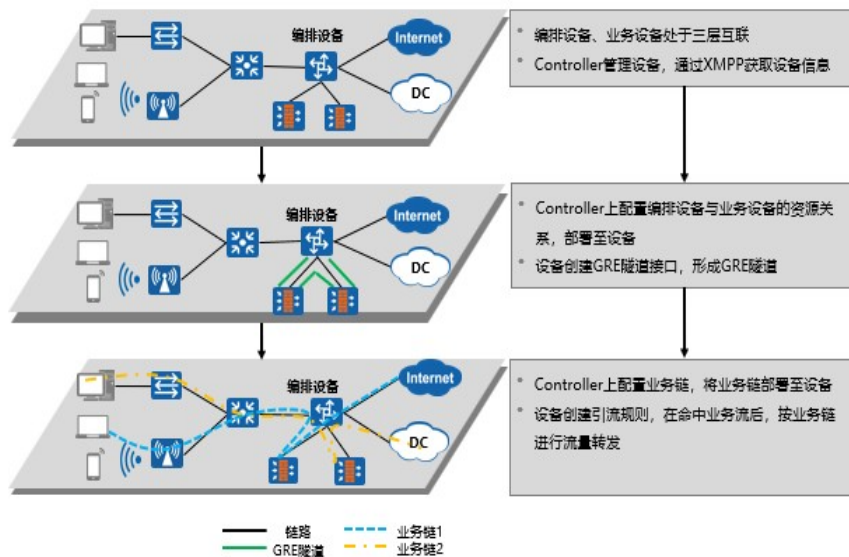 编排设备
Internet
DC
• 编排设备、业务设备处于三层互联
• Controller管理设备，通过XMPP获取设备信息
编排设备
Internet
DC
• Controller上配置编排设备与业务设备的资源关
系，部署至设备
• 设备创建GRE隧道接口，形成GRE隧道
编排设备
Internet
DC
• Controller上配置业务链，将业务链部署至设备
• 设备创建引流规则，在命中业务流后，按业务链
进行流量转发
链路
业务链1
GRE隧道
业务链2